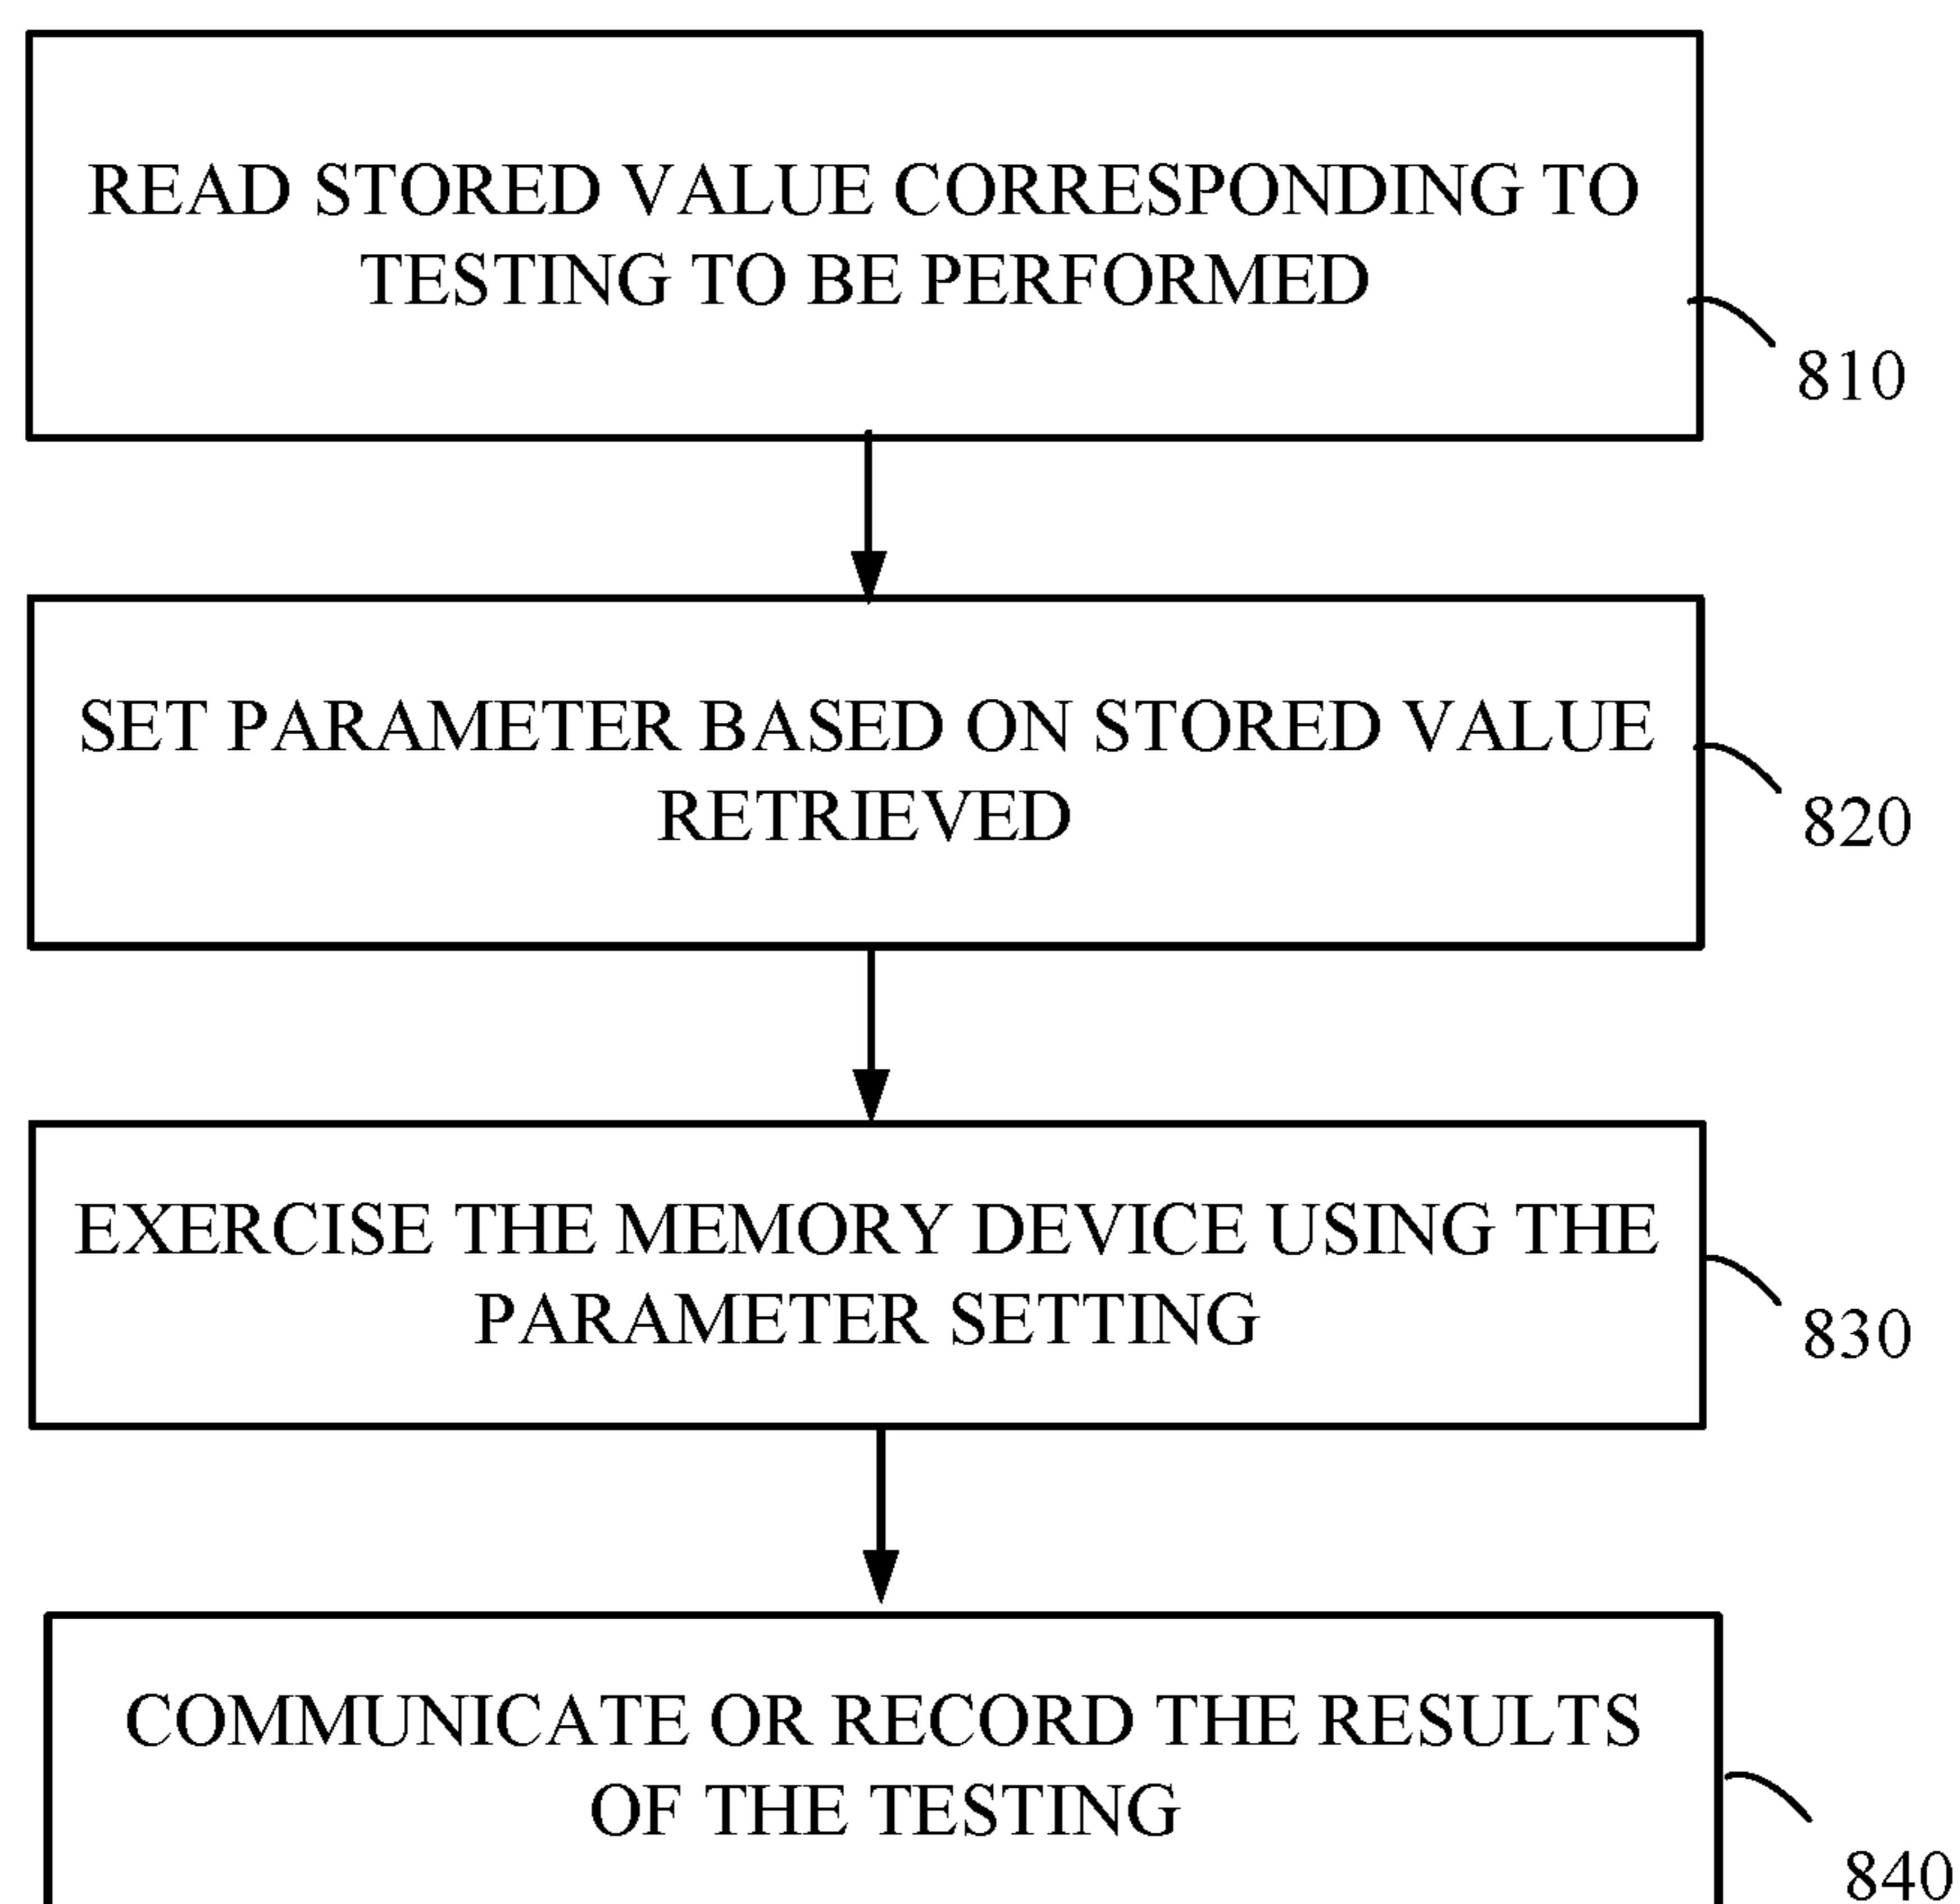 READ STORED VALUE CORRESPONDING TO
TESTING TO BE PERFORMED
810
SET PARAMETER BASED ON STORED VALUE
RETRIEVED
820
EXERCISE THE MEMORY DEVICE USING THE
PARAMETER SETTING
830
COMMUNICATE OR RECORD THE RESULTS
OF THE TESTING
840